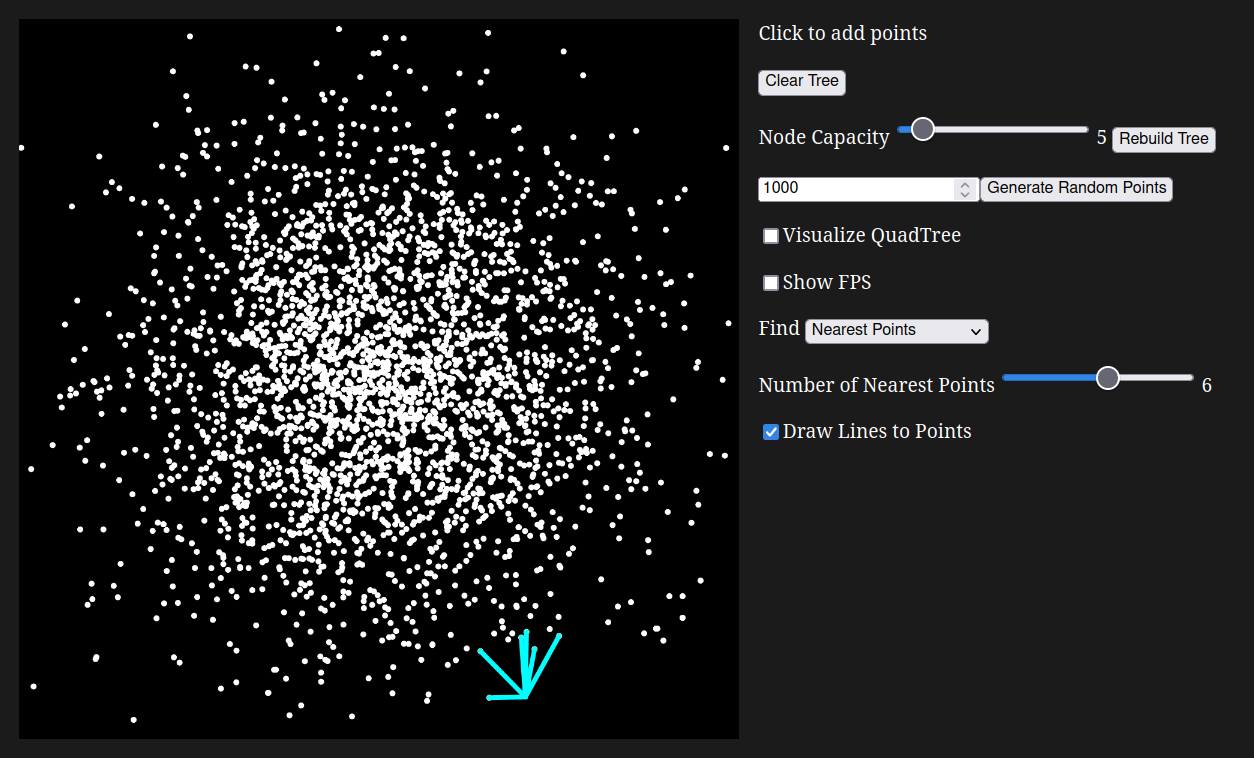 Click to add points
Clear Tree
Node Capacity 5 Rebuild Tree
1000 Generate Random Points
Visualize QuadTree
Show FPS
Find Nearest Points
Number of Nearest Points 6
Draw Lines to Points